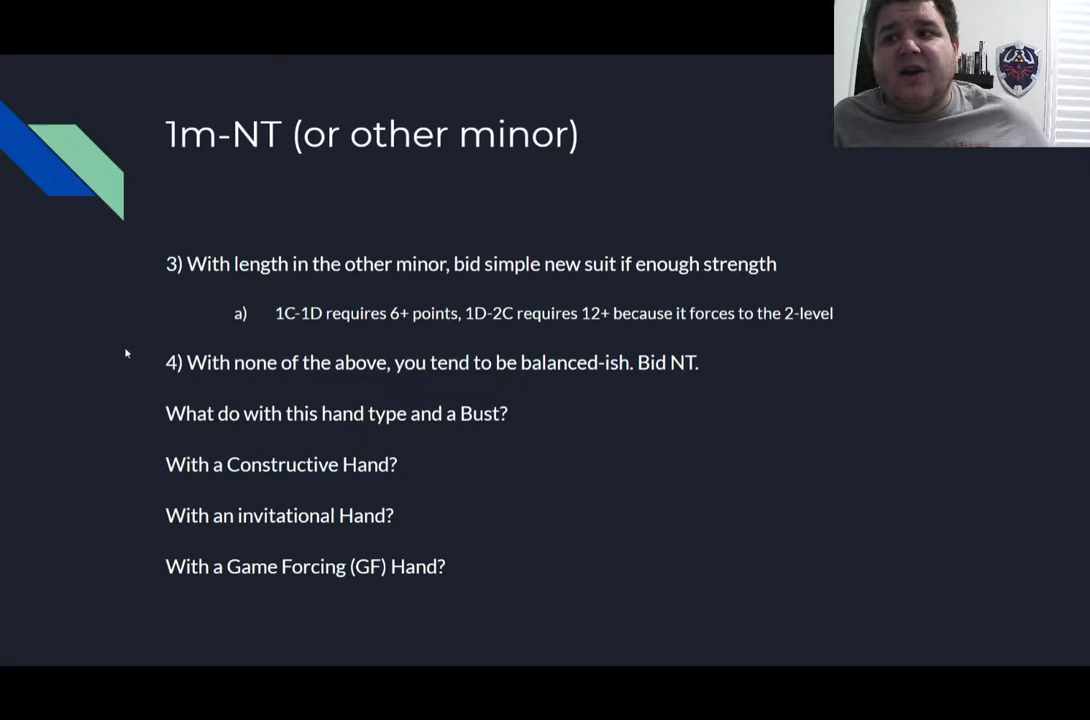 1m-NT (or other minor)
3) With length in the other minor, bid simple new suit if enough strength
a) 1C-1D requires 6+ points, 1D-2C requires 12+ because it forces to the 2-level
4) With none of the above, you tend to be balanced-ish. Bid NT.
What do with this hand type and a Bust?
With a Constructive Hand?
With an invitational Hand?
With a Game Forcing (GF) Hand?